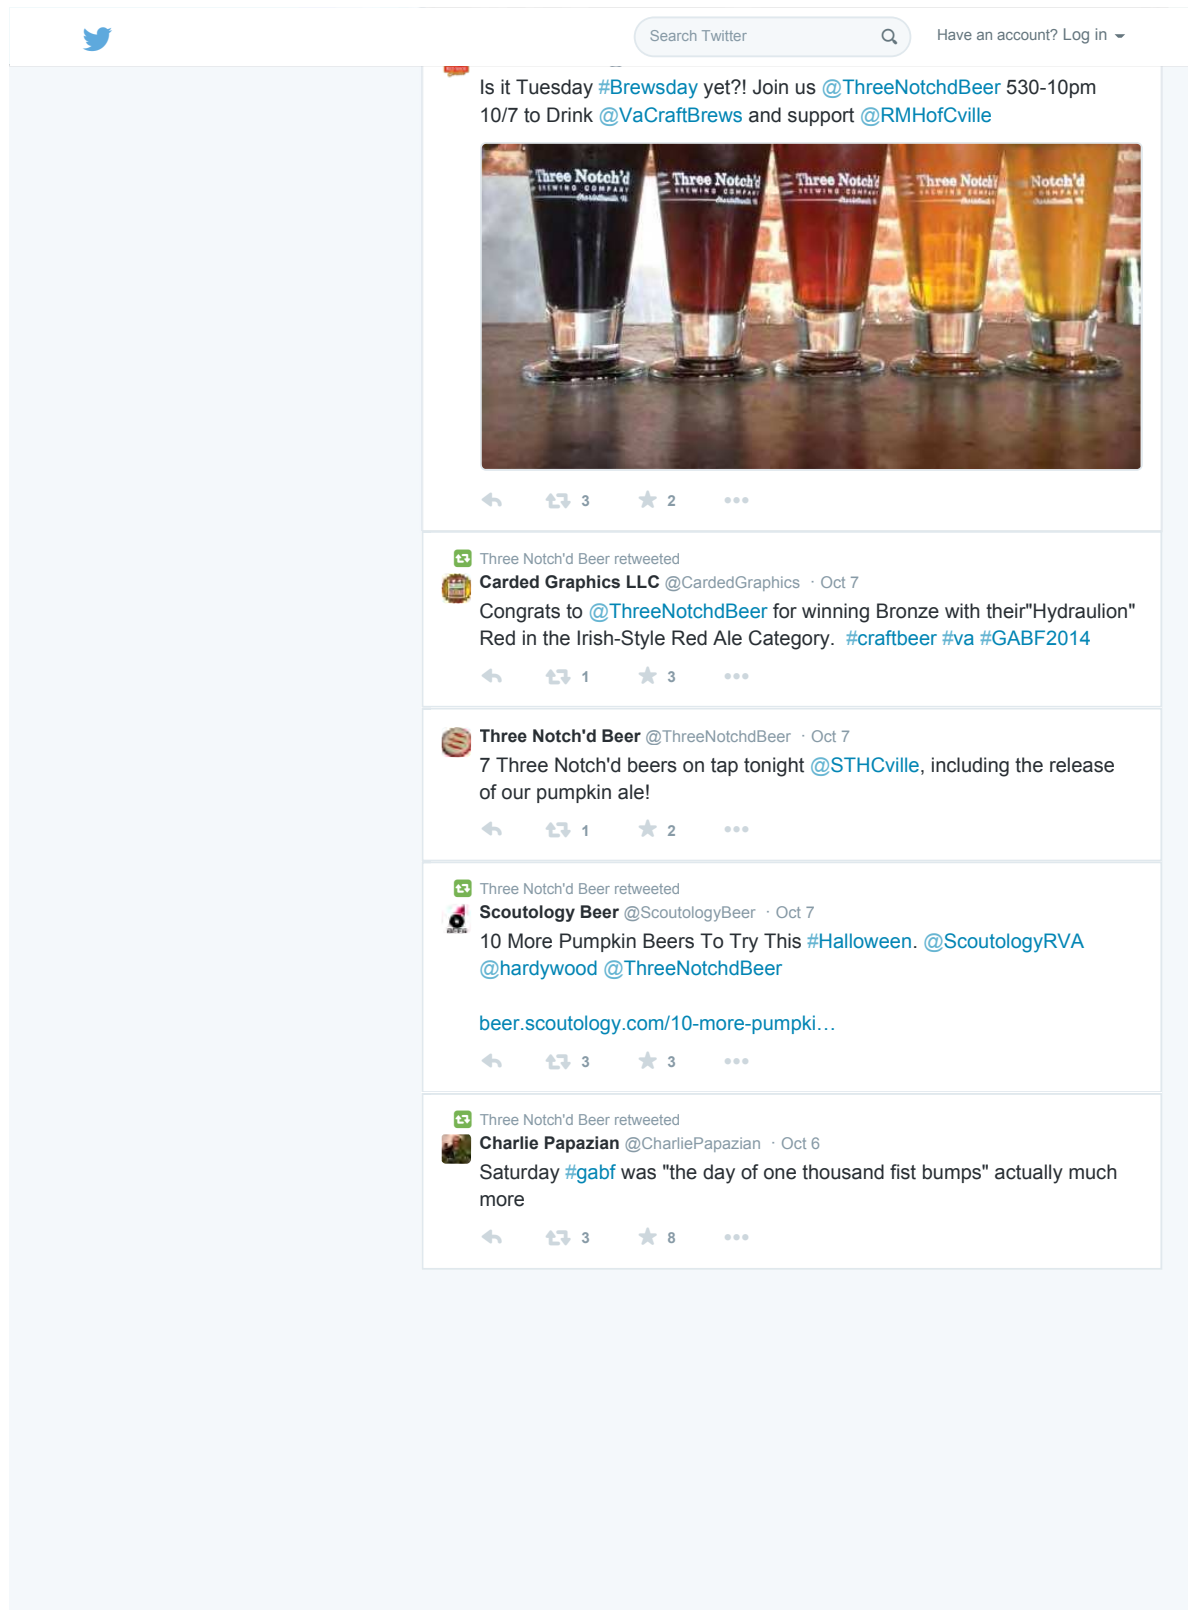 Search Twitter
Have an account? Log in
Is it Tuesday #Brewsday yet?! Join us @ThreeNotchdBeer 530-10pm
10/7 to Drink @VaCraftBrews and support @RMHofCville
Three Notch'd Three Notch'd Three Notch'd Three Notch' Notch'd
BREWING COMPANY BREWING COMPANY BREWING COMPANY
3 2
Three Notch'd Beer retweeted
Carded Graphics LLC @CardedGraphics · Oct 7
Congrats to @ThreeNotchdBeer for winning Bronze with their"Hydraulion"
Red in the Irish-Style Red Ale Category. #craftbeer #va #GABF2014
1 3
Three Notch'd Beer @ThreeNotchdBeer · Oct 7
7 Three Notch'd beers on tap tonight @STHCville, including the release
of our pumpkin ale!
1 2
Three Notch'd Beer retweeted
Scoutology Beer @ScoutologyBeer · Oct 7
10 More Pumpkin Beers To Try This #Halloween. @ScoutologyRVA
@hardywood @ThreeNotchdBeer
beer.scoutology.com/10-more-pumpki…
3 3
Three Notch'd Beer retweeted
Charlie Papazian @CharliePapazian · Oct 6
Saturday #gabf was "the day of one thousand fist bumps" actually much
more
3 8